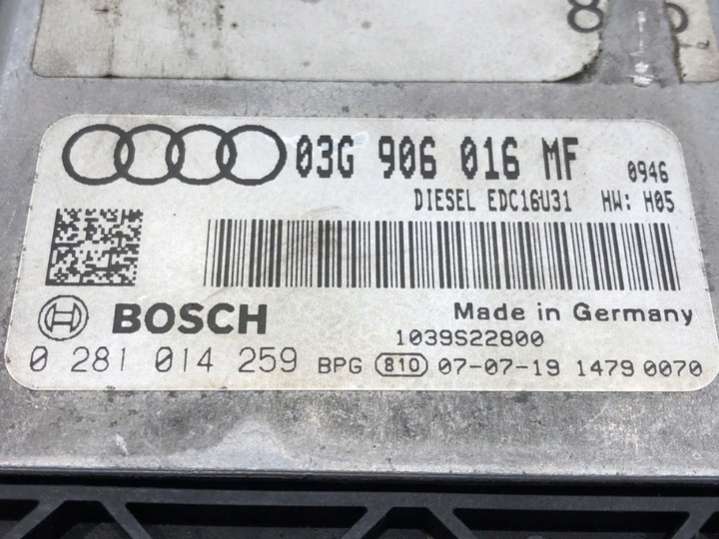 03G 906 016 MF 0946
DIESEL EDC16U31 HW: H05
BOSCH Made in Germany
1039S22800
0 281 014 259 BPG 810 07-07-19 1479 0070